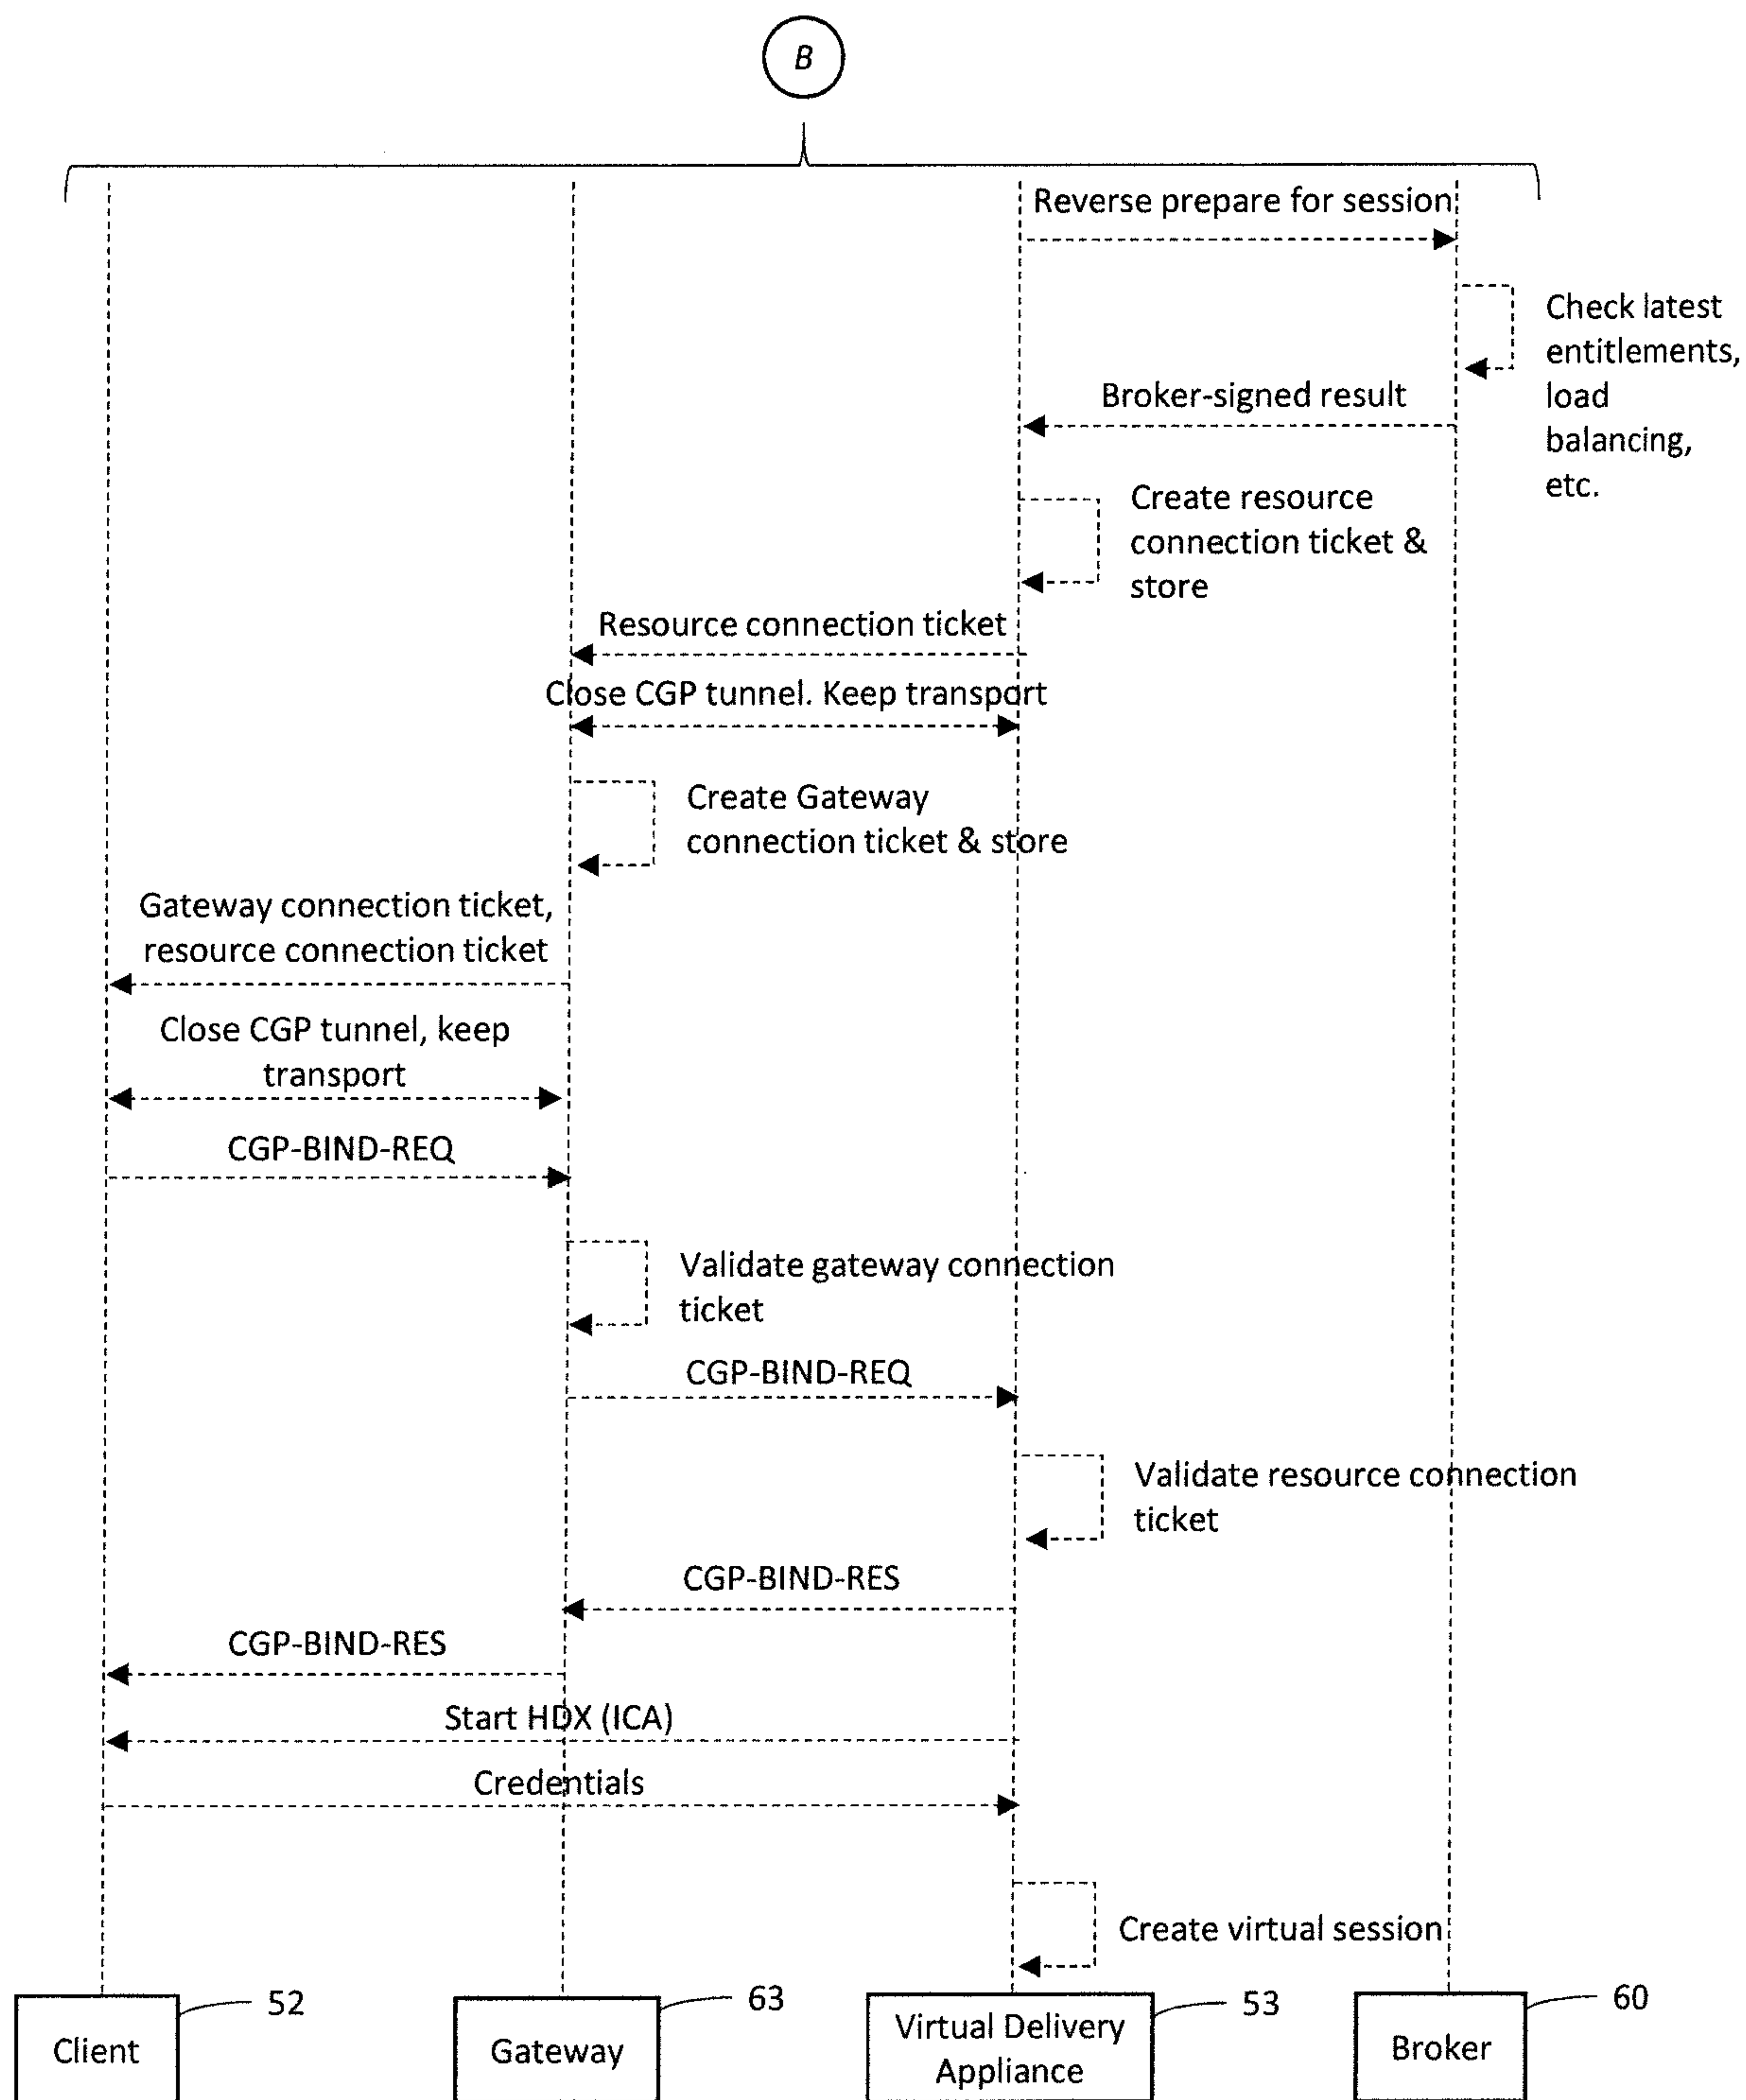 B
Reverse prepare for session
Check latest
entitlements,
load
balancing,
etc.
Broker-signed result
Create resource
connection ticket &
store
Resource connection ticket
Close CGP tunnel. Keep transport
Create Gateway
connection ticket & store
Gateway connection ticket,
resource connection ticket
Close CGP tunnel, keep
transport
CGP-BIND-REQ
Validate gateway connection
ticket
CGP-BIND-REQ
Validate resource connection
ticket
CGP-BIND-RES
CGP-BIND-RES
Start HDX (ICA)
Credentials
Create virtual session
Client
52
Gateway
63
Virtual Delivery
Appliance
53
Broker
60